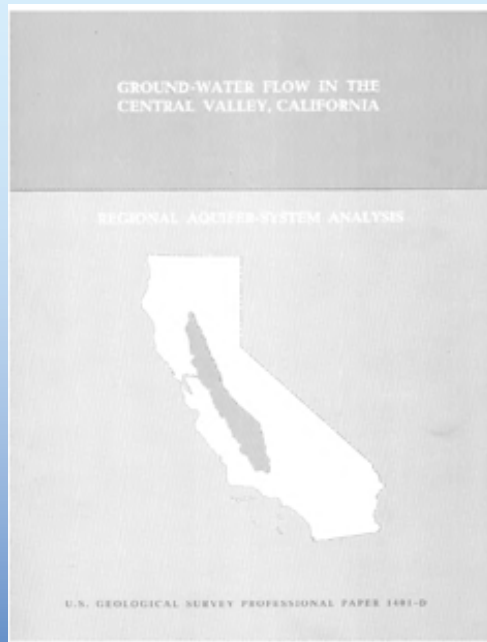 GROUND-WATER FLOW IN THE
CENTRAL VALLEY, CALIFORNIA
REGIONAL AQUIFER-SYSTEM ANALYSIS
U.S. GEOLOGICAL SURVEY PROFESSIONAL PAPER 1401-D